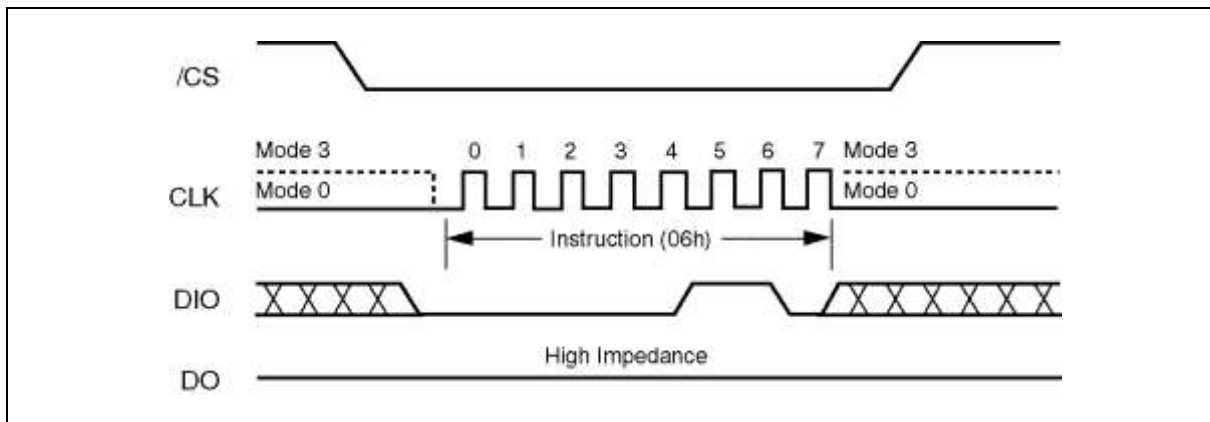 /CS
Mode 3 0 1 2 3 4 5 6 7 Mode 3
CLK Mode 0 Mode 0
Instruction (06h)
DIO
High Impedance
DO